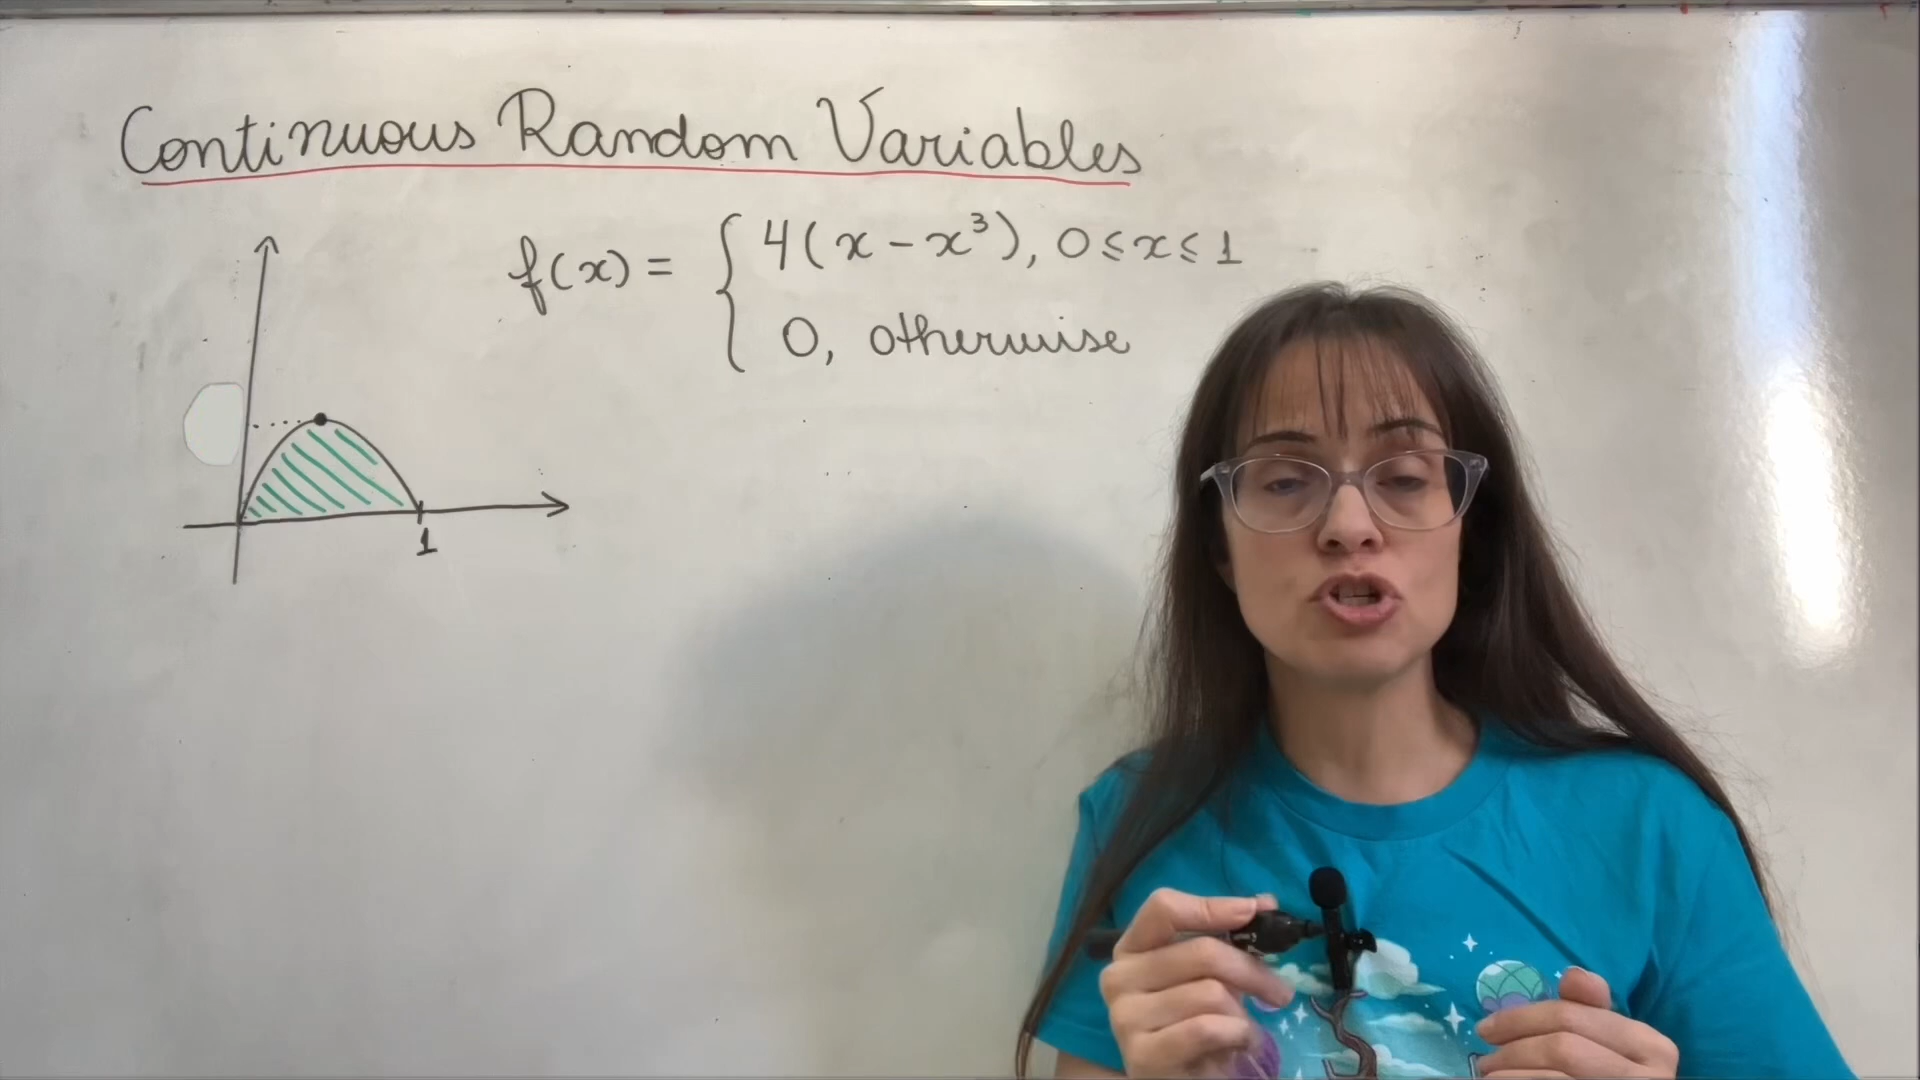 Continuous Random Variables
f(x) = { 4(x - x³), 0 ≤ x ≤ 1
0, otherwise
1